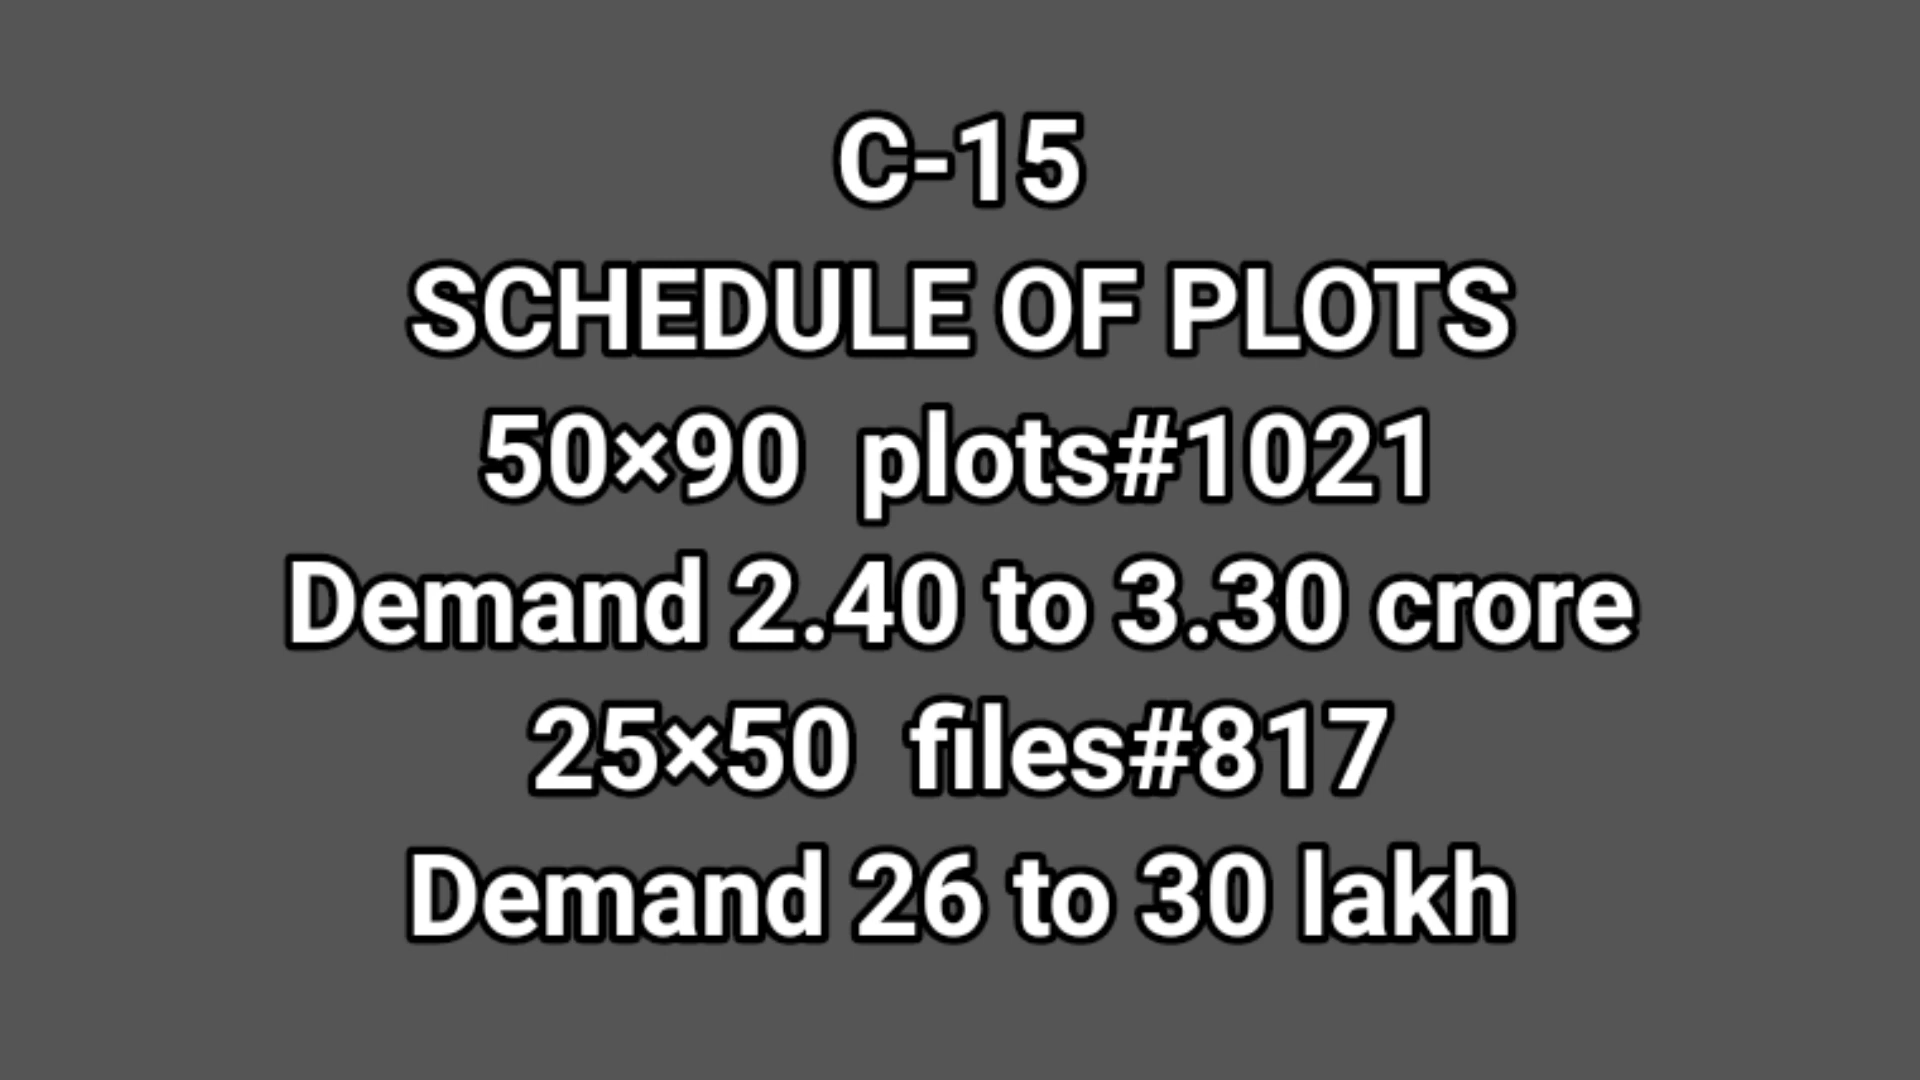 C-15
SCHEDULE OF PLOTS
50×90  plots#1021
Demand 2.40 to 3.30 crore
25×50  files#817
Demand 26 to 30 lakh